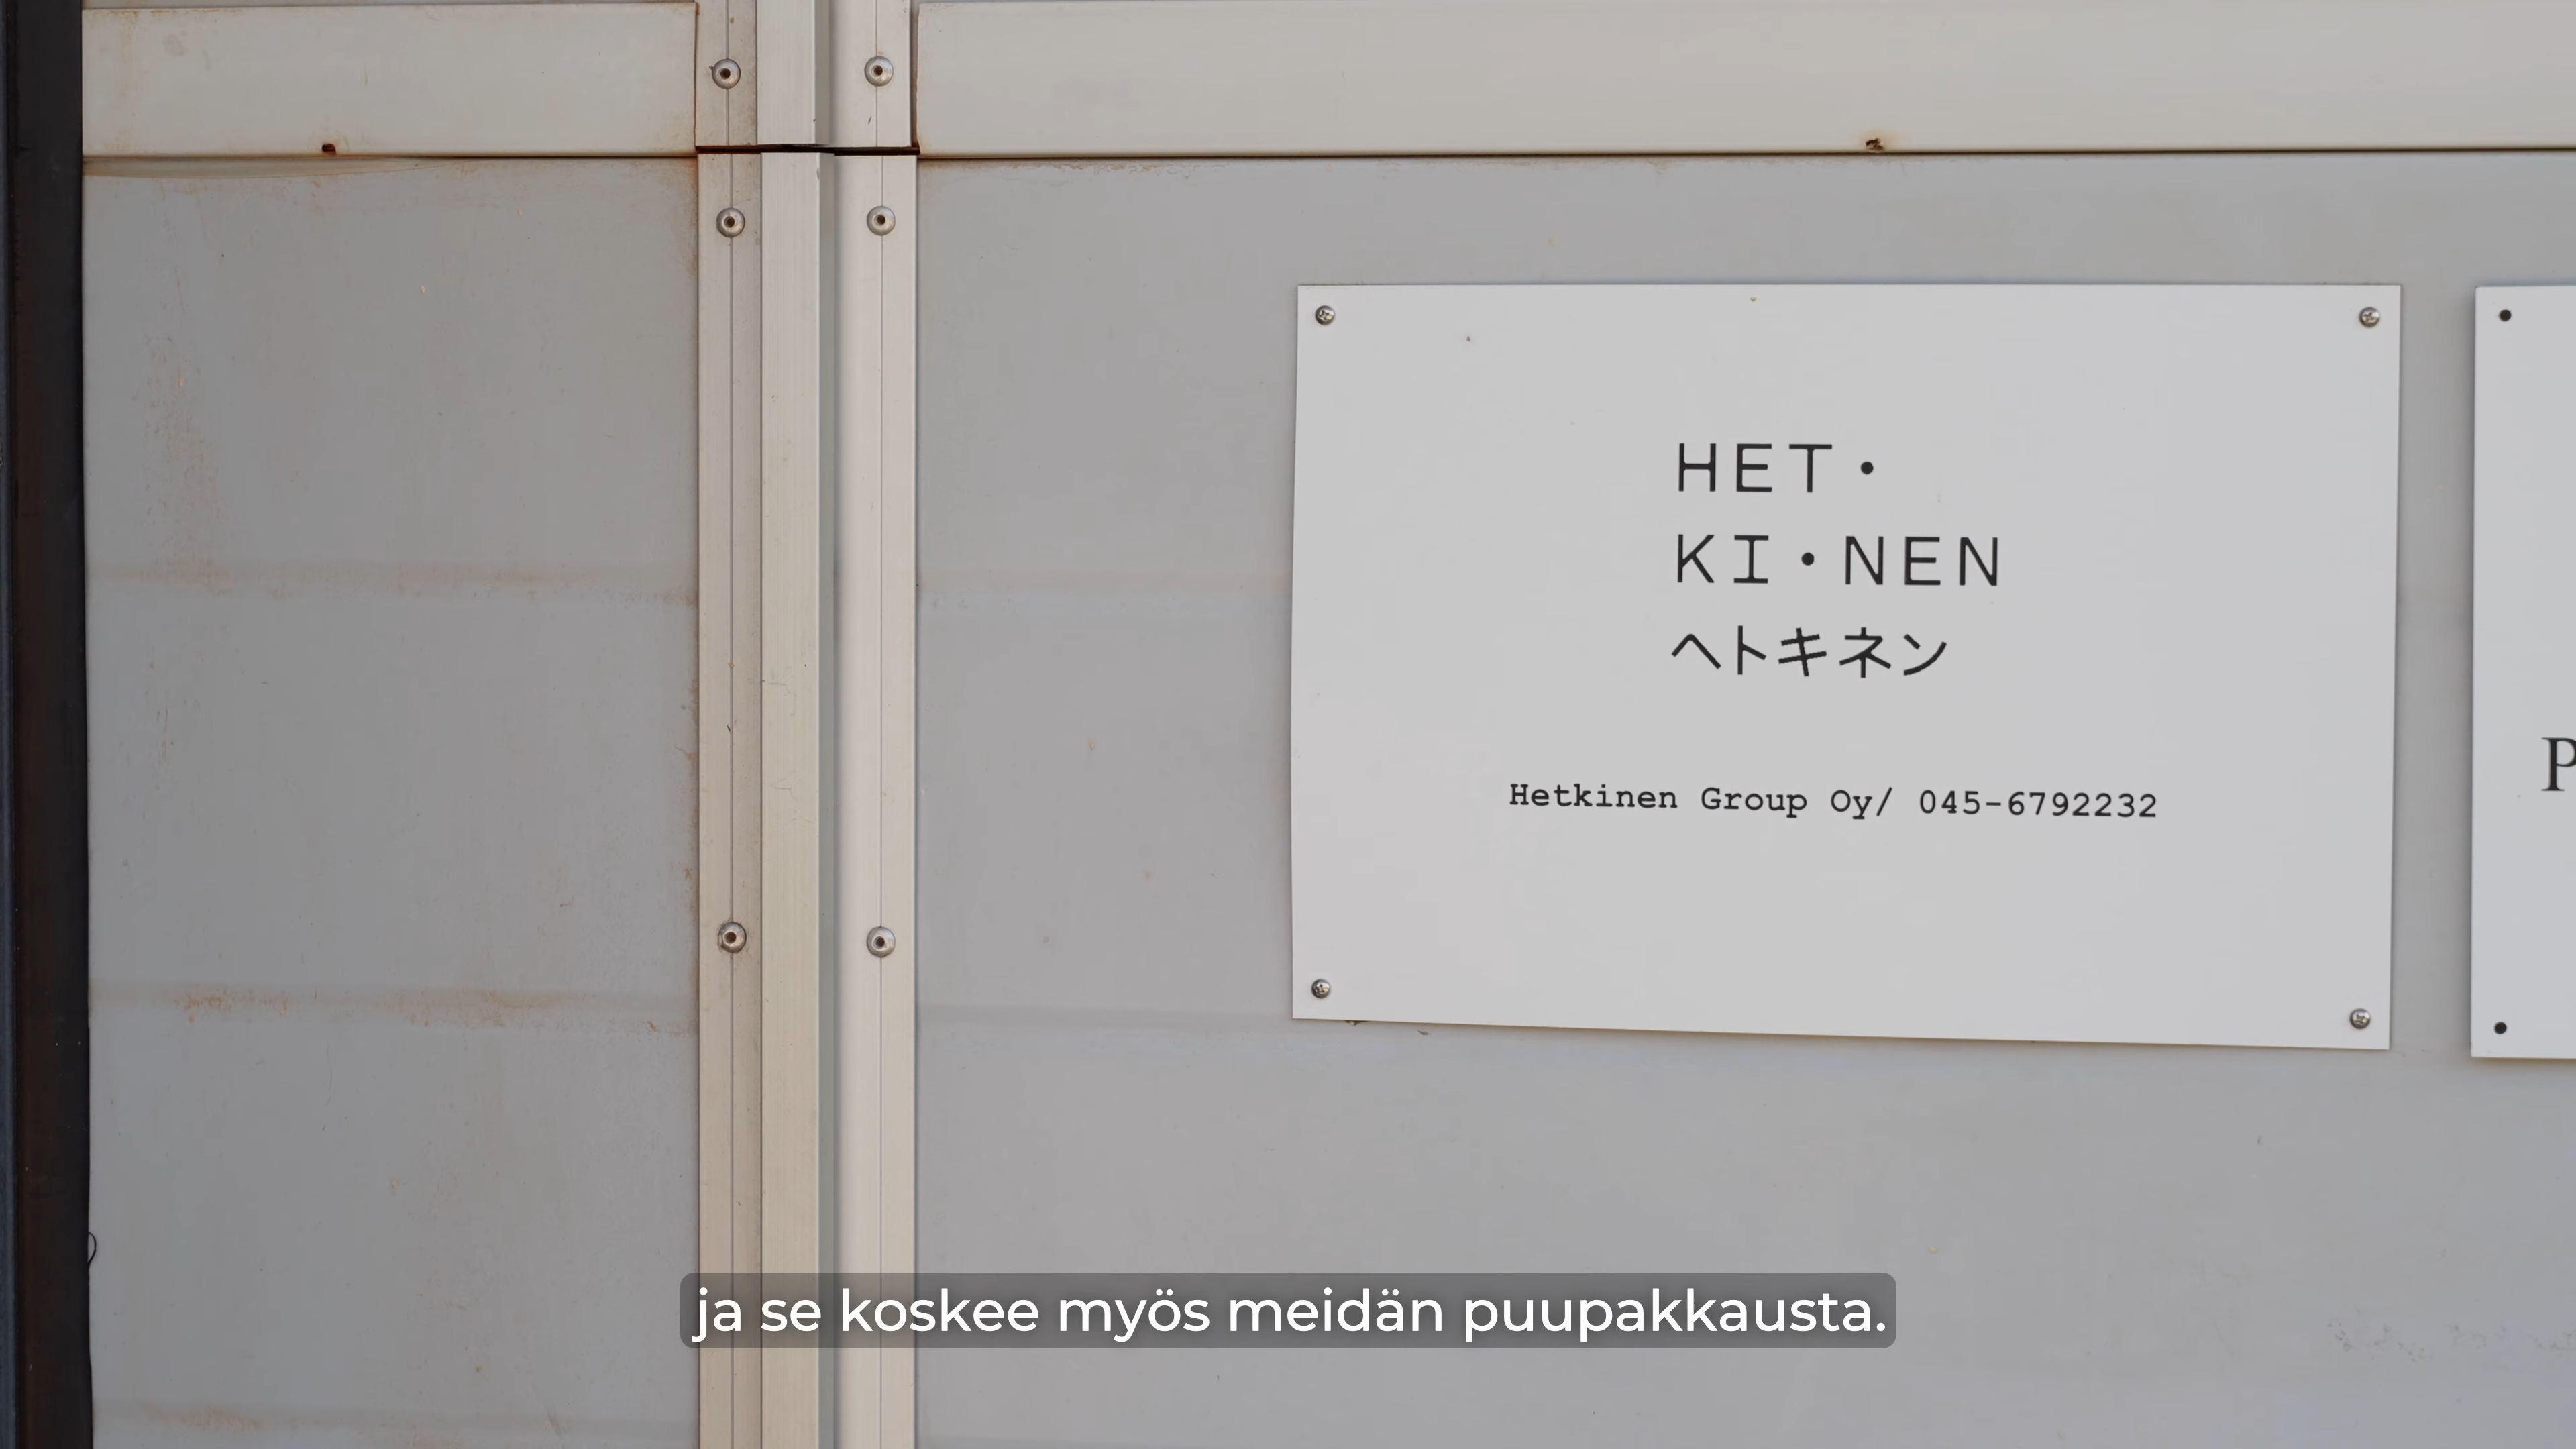 HET·
KI·NEN
ヘトキネン
Hetkinen Group Oy/ 045-6792232
P
ja se koskee myös meidän puupakkausta.